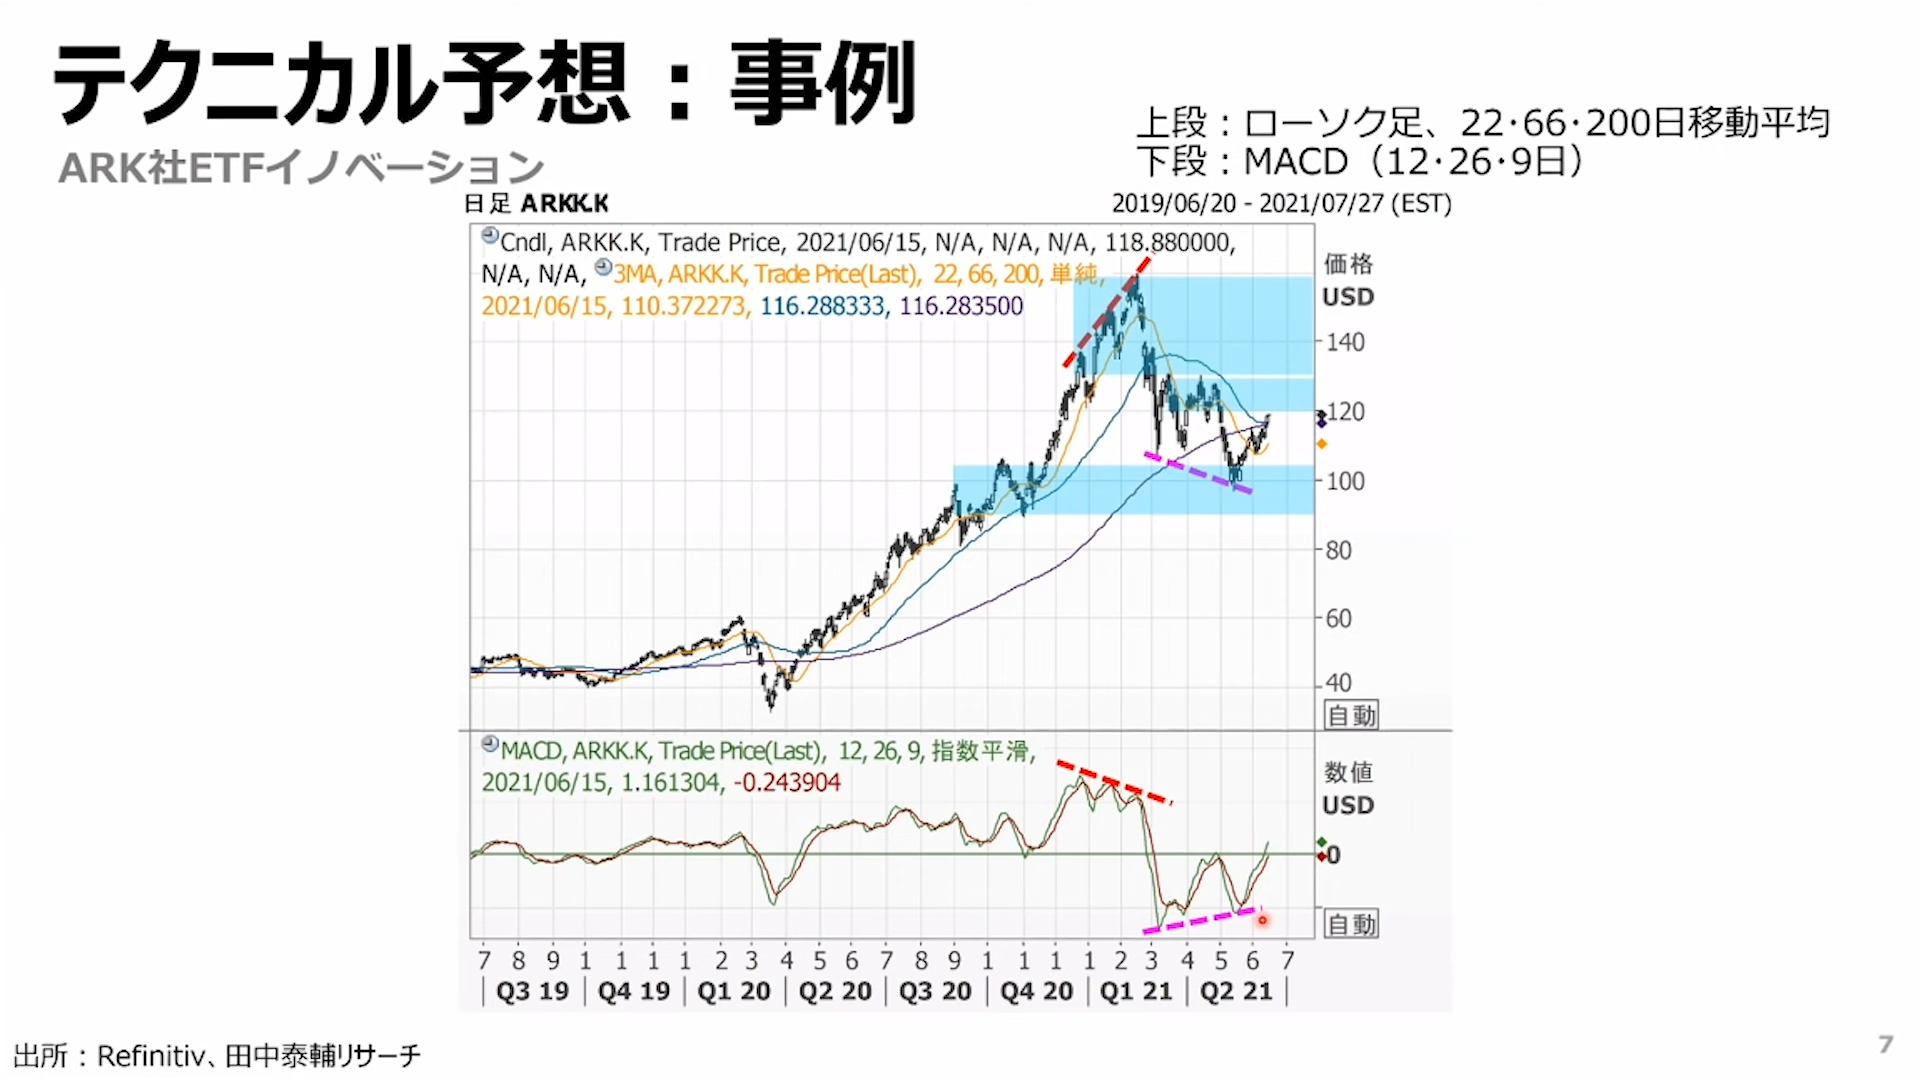 テクニカル予想：事例
ARK社ETFイノベーション
上段：ローソク足、22･66･200日移動平均
下段：MACD（12･26･9日）
日足 ARKK.K
2019/06/20 - 2021/07/27 (EST)
Cndl, ARKK.K, Trade Price, 2021/06/15, N/A, N/A, N/A, 118.880000,
N/A, N/A, 3MA, ARKK.K, Trade Price(Last), 22, 66, 200, 単純,
2021/06/15, 110.372273, 116.288333, 116.283500
価格
USD
140
120
100
80
60
40
自動
MACD, ARKK.K, Trade Price(Last), 12, 26, 9, 指数平滑,
2021/06/15, 1.161304, -0.243904
数値
USD
0
自動
7 8 9 1 1 1 1 2 3 4 5 6 7 8 9 1 1 1 1 2 3 4 5 6 7
Q3 19 Q4 19 Q1 20 Q2 20 Q3 20 Q4 20 Q1 21 Q2 21
出所：Refinitiv、田中泰輔リサーチ
7